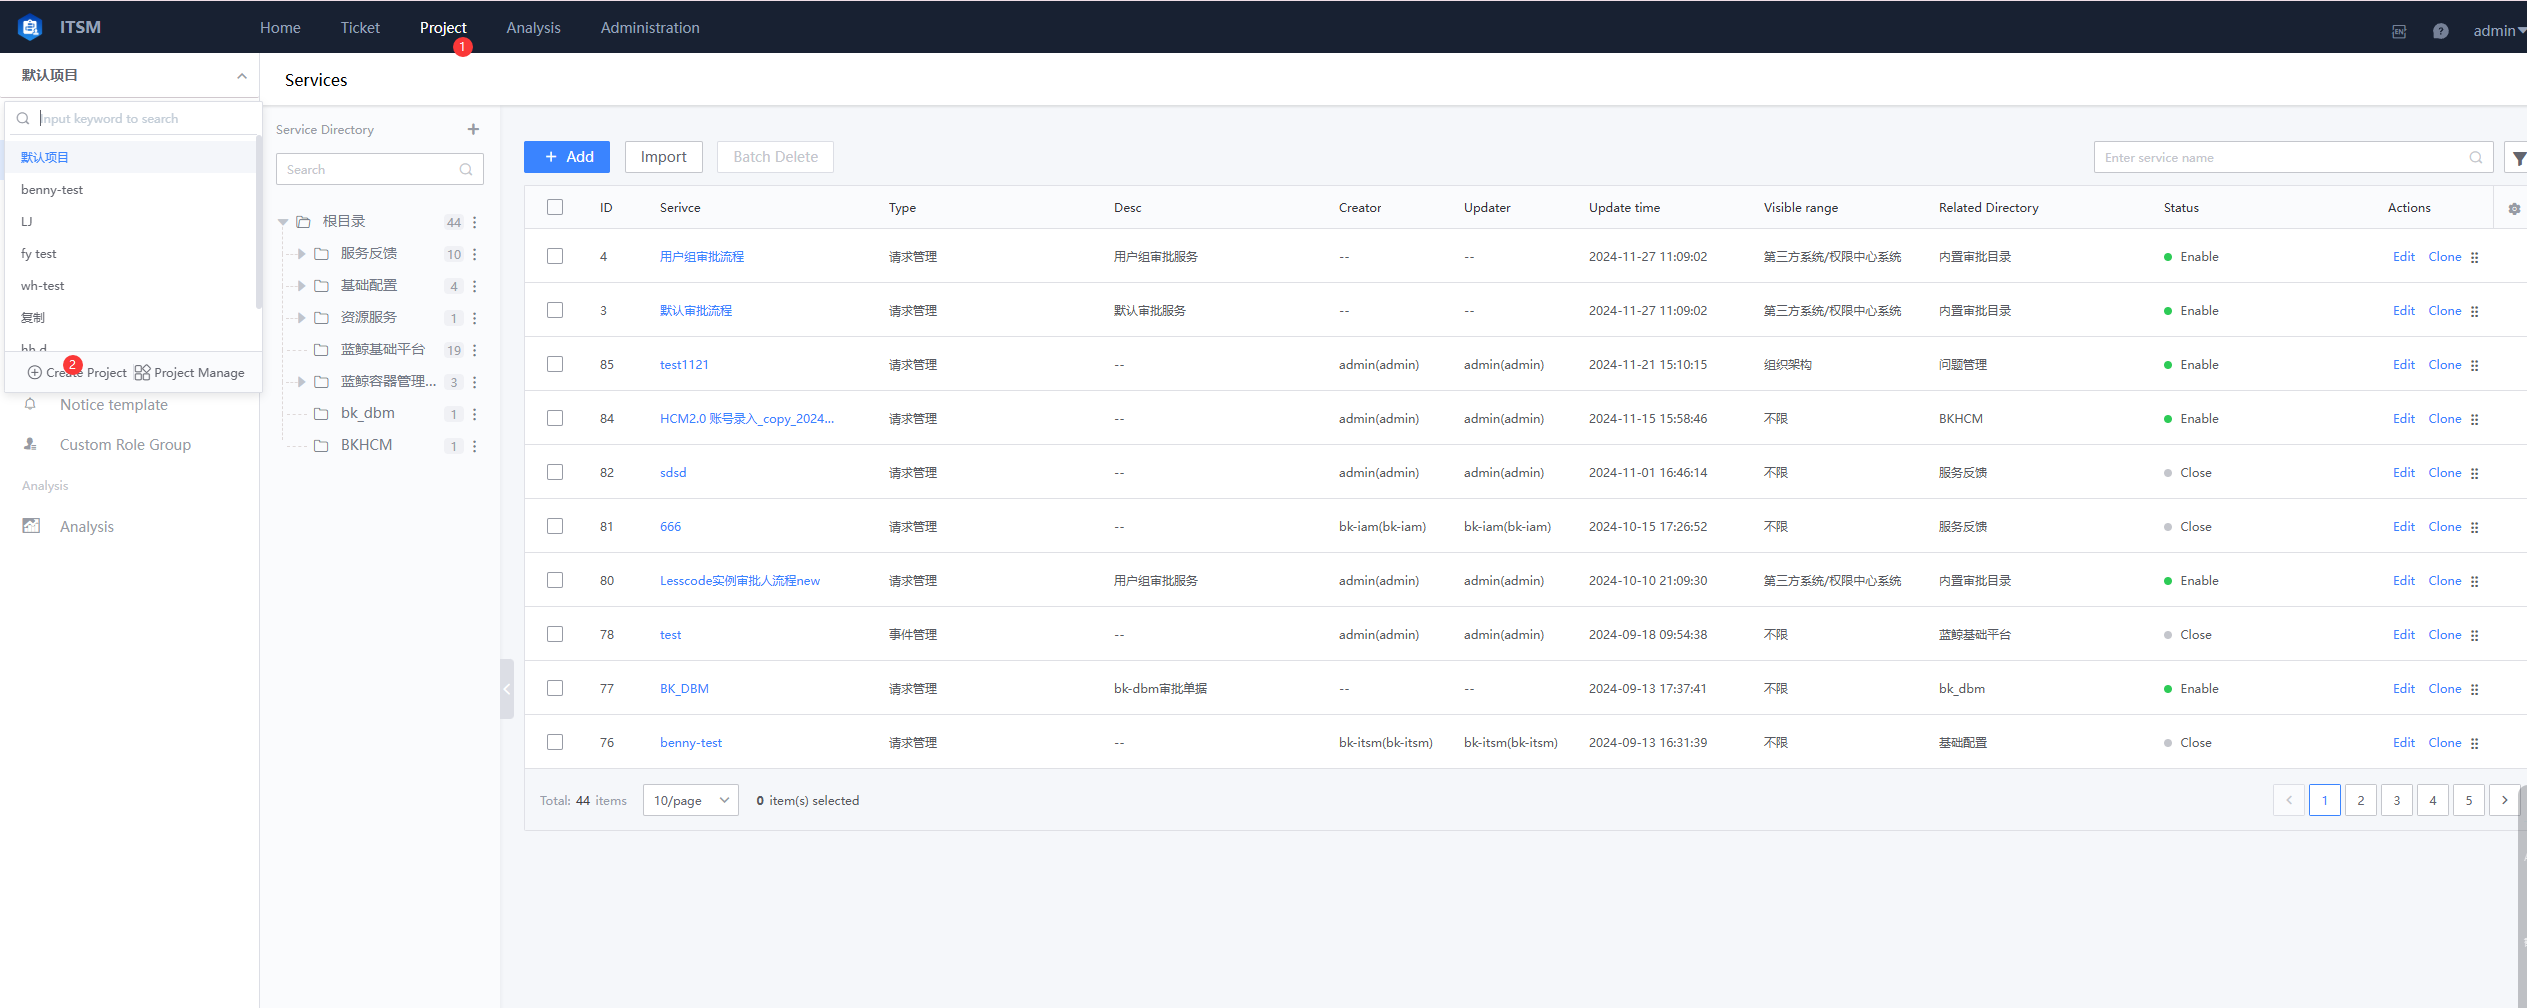 ITSM Home Ticket Project Analysis Administration EN ? admin
1
默认项目
Services
Input keyword to search
默认项目
benny-test
LJ
fy test
wh-test
复制
hh d
2
Create Project Project Manage
Notice template
Custom Role Group
Analysis
Analysis
Service Directory +
Search
根目录 44
服务反馈 10
基础配置 4
资源服务 1
蓝鲸基础平台 19
蓝鲸容器管理... 3
bk_dbm 1
BKHCM 1
+ Add Import Batch Delete Enter service name
ID Serivce Type Desc Creator Updater Update time Visible range Related Directory Status Actions
4 用户组审批流程 请求管理 用户组审批服务 -- -- 2024-11-27 11:09:02 第三方系统/权限中心系统 内置审批目录 Enable Edit Clone
3 默认审批流程 请求管理 默认审批服务 -- -- 2024-11-27 11:09:02 第三方系统/权限中心系统 内置审批目录 Enable Edit Clone
85 test1121 请求管理 -- admin(admin) admin(admin) 2024-11-21 15:10:15 组织架构 问题管理 Enable Edit Clone
84 HCM2.0 账号录入_copy_2024... 请求管理 -- admin(admin) admin(admin) 2024-11-15 15:58:46 不限 BKHCM Enable Edit Clone
82 sdsd 请求管理 -- admin(admin) admin(admin) 2024-11-01 16:46:14 不限 服务反馈 Close Edit Clone
81 666 请求管理 -- bk-iam(bk-iam) bk-iam(bk-iam) 2024-10-15 17:26:52 不限 服务反馈 Close Edit Clone
80 Lesscode实例审批人流程new 请求管理 用户组审批服务 admin(admin) admin(admin) 2024-10-10 21:09:30 第三方系统/权限中心系统 内置审批目录 Enable Edit Clone
78 test 事件管理 -- admin(admin) admin(admin) 2024-09-18 09:54:38 不限 蓝鲸基础平台 Close Edit Clone
77 BK_DBM 请求管理 bk-dbm审批单据 -- -- 2024-09-13 17:37:41 不限 bk_dbm Enable Edit Clone
76 benny-test 请求管理 -- bk-itsm(bk-itsm) bk-itsm(bk-itsm) 2024-09-13 16:31:39 不限 基础配置 Close Edit Clone
Total: 44 items 10/page 0 item(s) selected 1 2 3 4 5